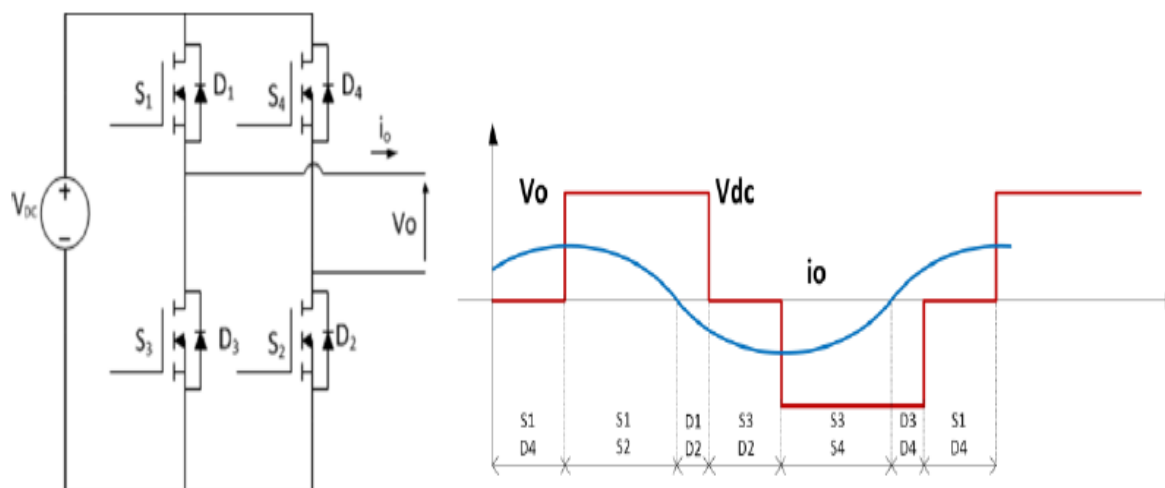 S1 D1 S4 D4
io
VDC
Vo
S3 D3 S2 D2
Vo Vdc
io
S1 S1 D1 S3 S3 D3 S1
D4 S2 D2 D2 S4 D4 D4